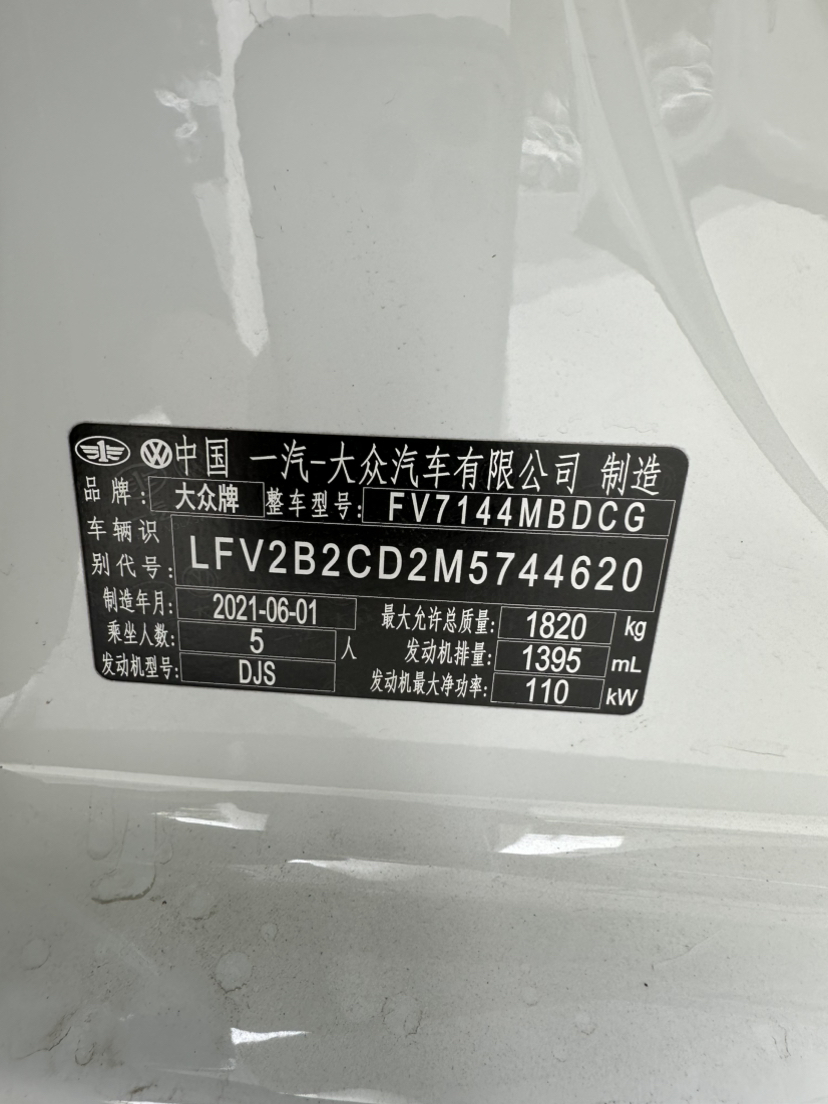 中国 一汽-大众汽车有限公司 制造
品牌: 大众牌 整车型号: FV7144MBDCG
车辆识
别代号: LFV2B2CD2M5744620
制造年月: 2021-06-01 最大允许总质量: 1820 kg
乘坐人数: 5 人 发动机排量: 1395 mL
发动机型号: DJS 发动机最大净功率: 110 kW